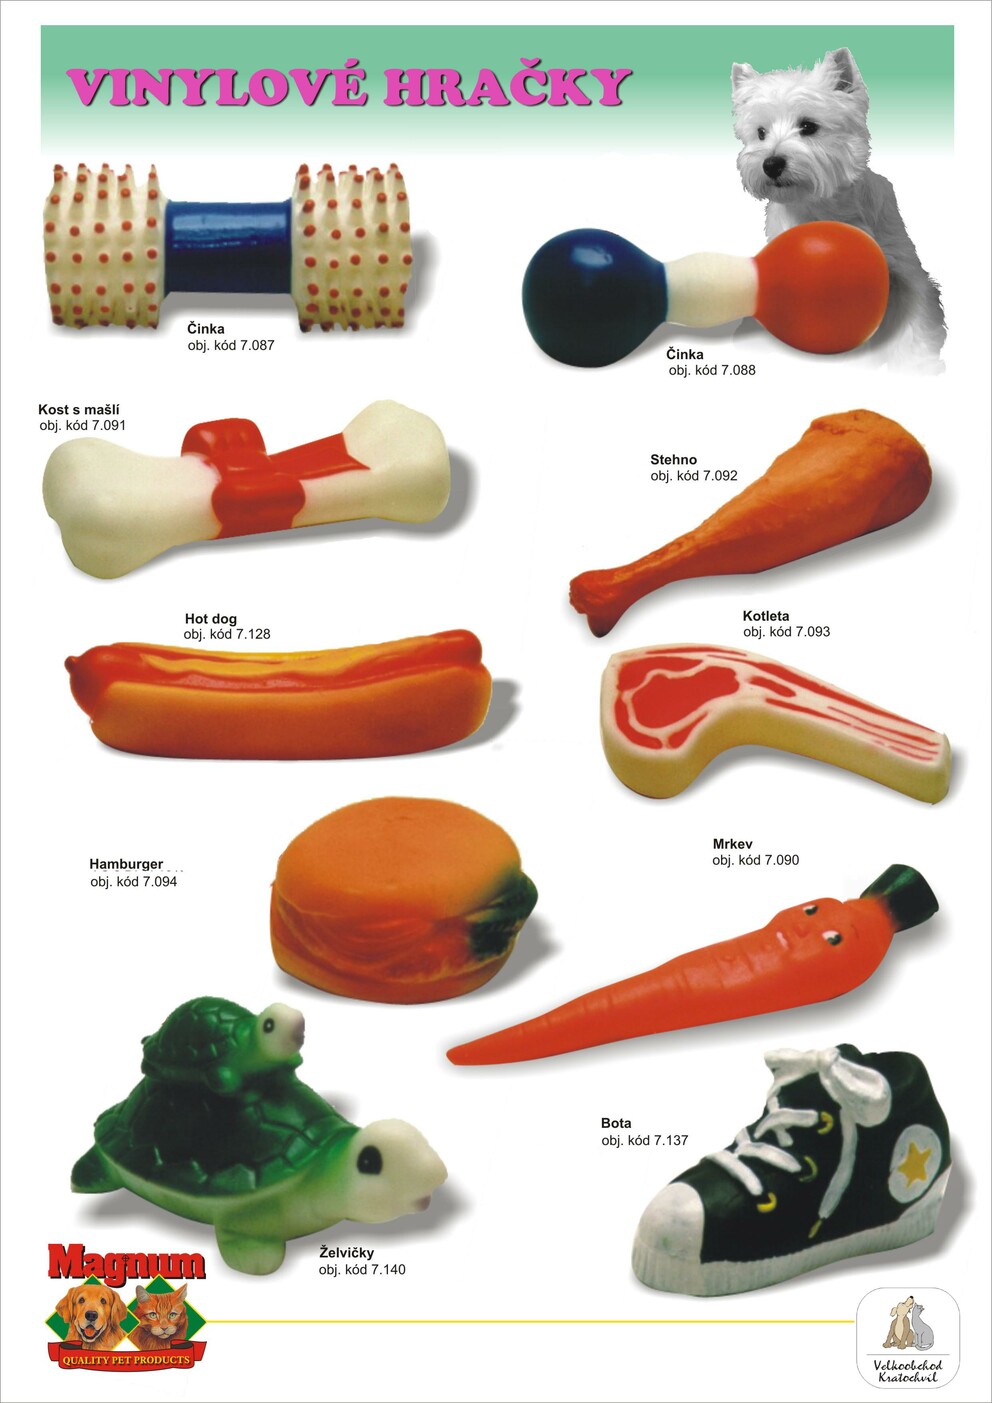 VINYLOVÉ HRAČKY
Činka
obj. kód 7.087
Činka
obj. kód 7.088
Kost s mašlí
obj. kód 7.091
Stehno
obj. kód 7.092
Hot dog
obj. kód 7.128
Kotleta
obj. kód 7.093
Hamburger
obj. kód 7.094
Mrkev
obj. kód 7.090
Bota
obj. kód 7.137
Želvičky
obj. kód 7.140
Magnum
QUALITY PET PRODUCTS
Velkoobchod
Kratochvíl